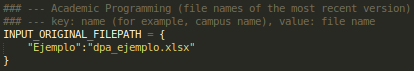 ### --- Academic Programming (file names of the most recent version)
### --- key: name (for example, campus name), value: file name
INPUT_ORIGINAL_FILEPATH = {
    "Ejemplo":"dpa_ejemplo.xlsx"
}